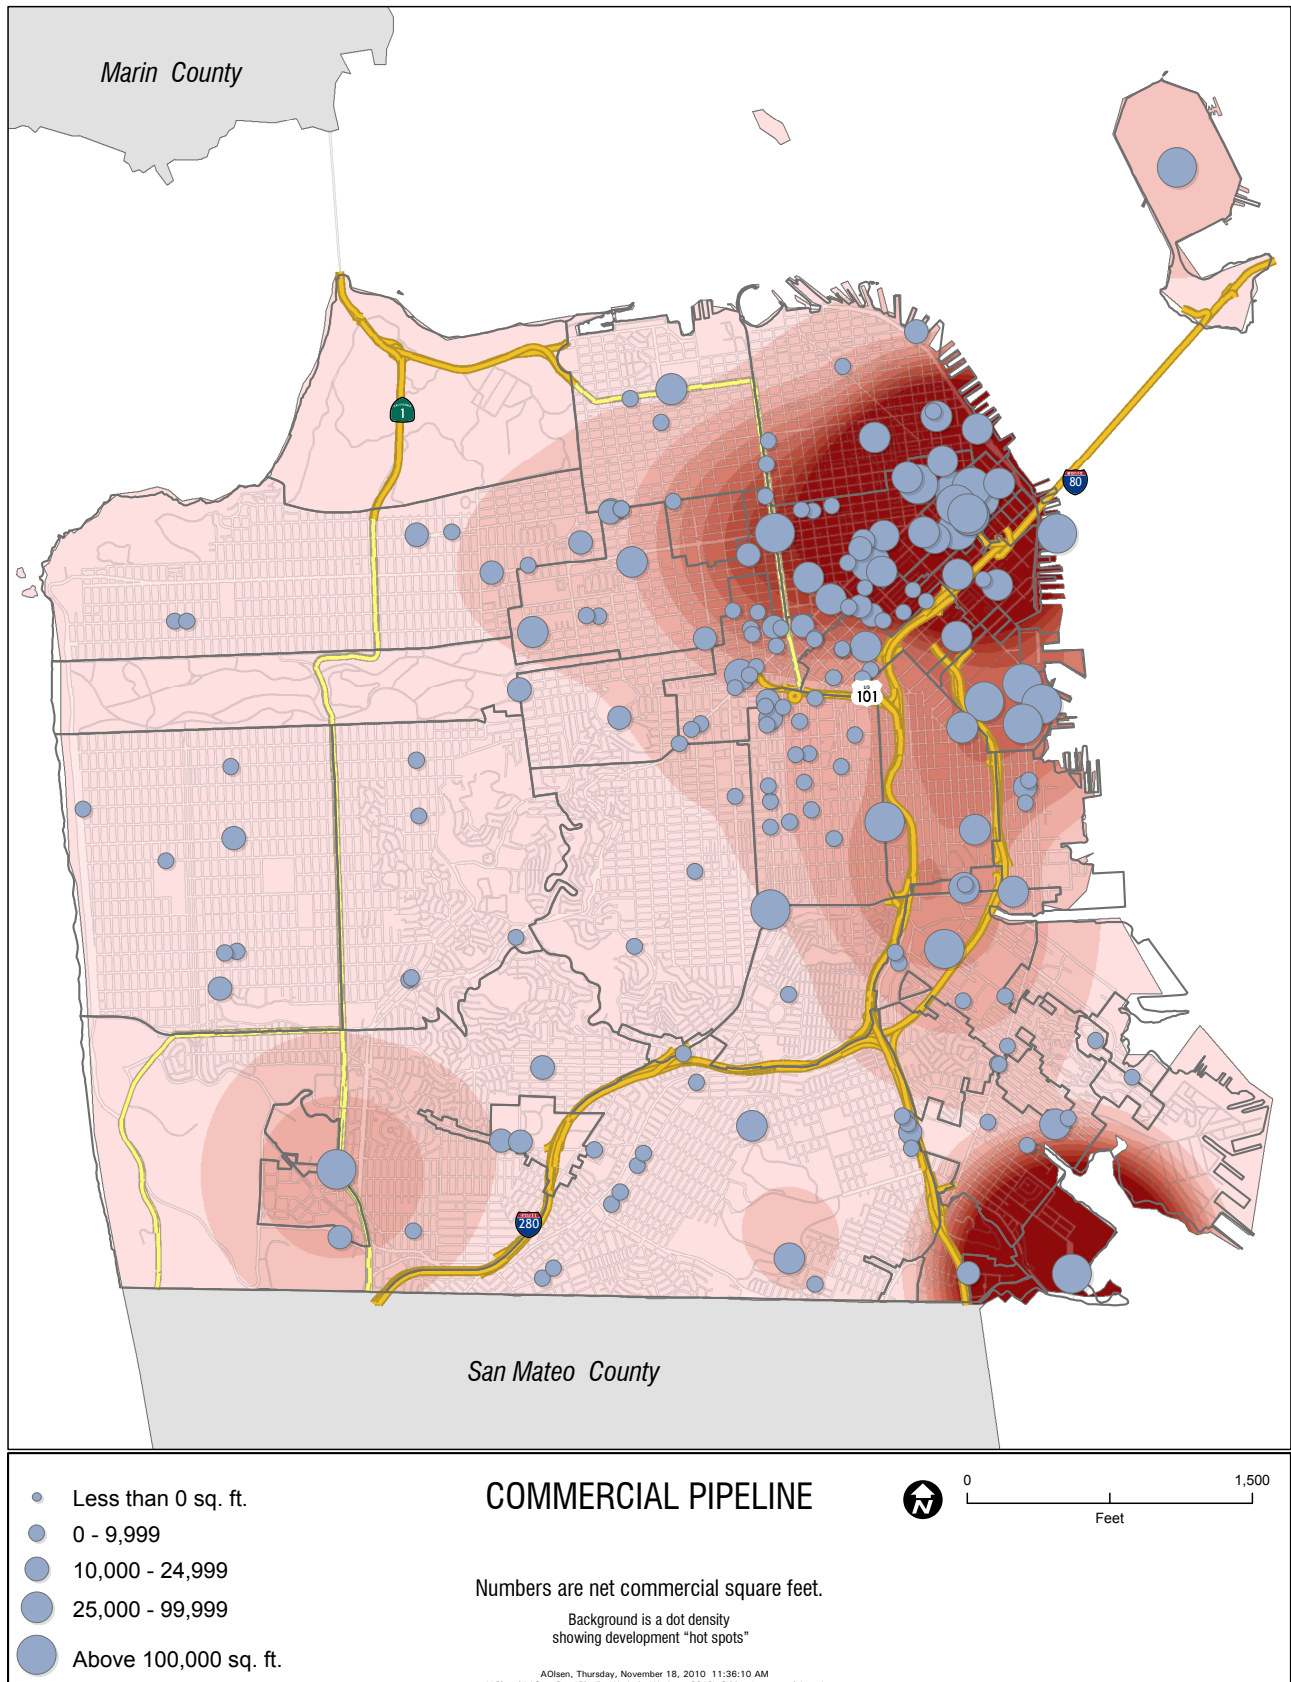 Marin County
CALIFORNIA
1
80
US
101
280
San Mateo County
Less than 0 sq. ft.
0 - 9,999
10,000 - 24,999
25,000 - 99,999
Above 100,000 sq. ft.
COMMERCIAL PIPELINE
Numbers are net commercial square feet.
Background is a dot density
showing development “hot spots”
AOlsen, Thursday, November 18, 2010 11:36:10 AM
N
0
1,500
Feet